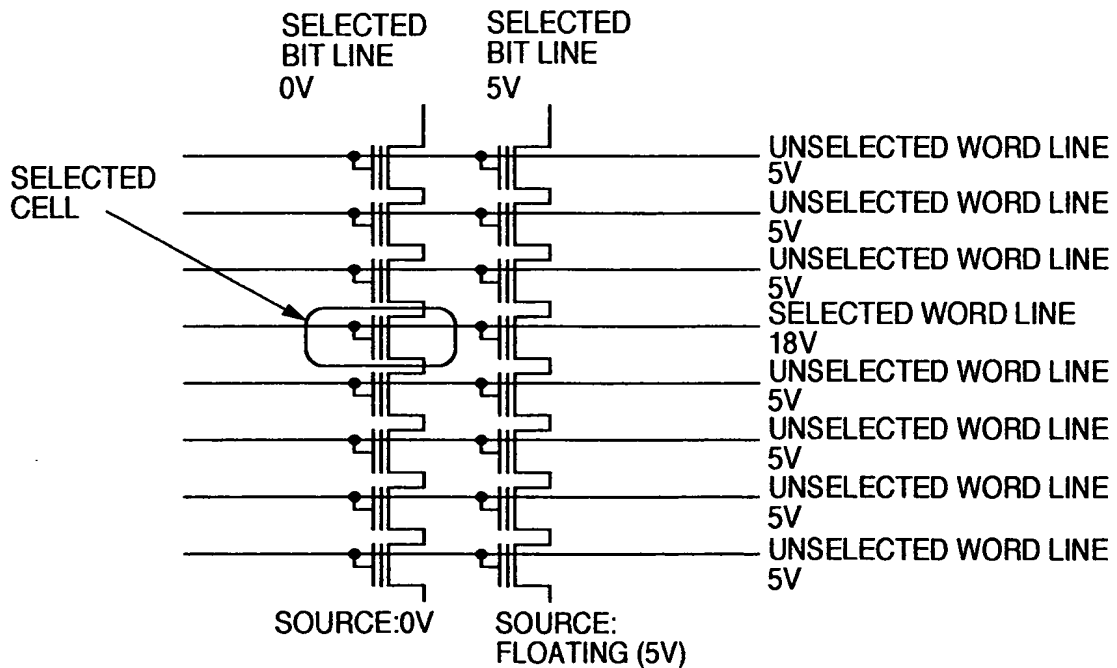 SELECTED
BIT LINE
0V
SELECTED
BIT LINE
5V
SELECTED
CELL
UNSELECTED WORD LINE
5V
UNSELECTED WORD LINE
5V
UNSELECTED WORD LINE
5V
SELECTED WORD LINE
18V
UNSELECTED WORD LINE
5V
UNSELECTED WORD LINE
5V
UNSELECTED WORD LINE
5V
UNSELECTED WORD LINE
5V
SOURCE:0V
SOURCE:
FLOATING (5V)